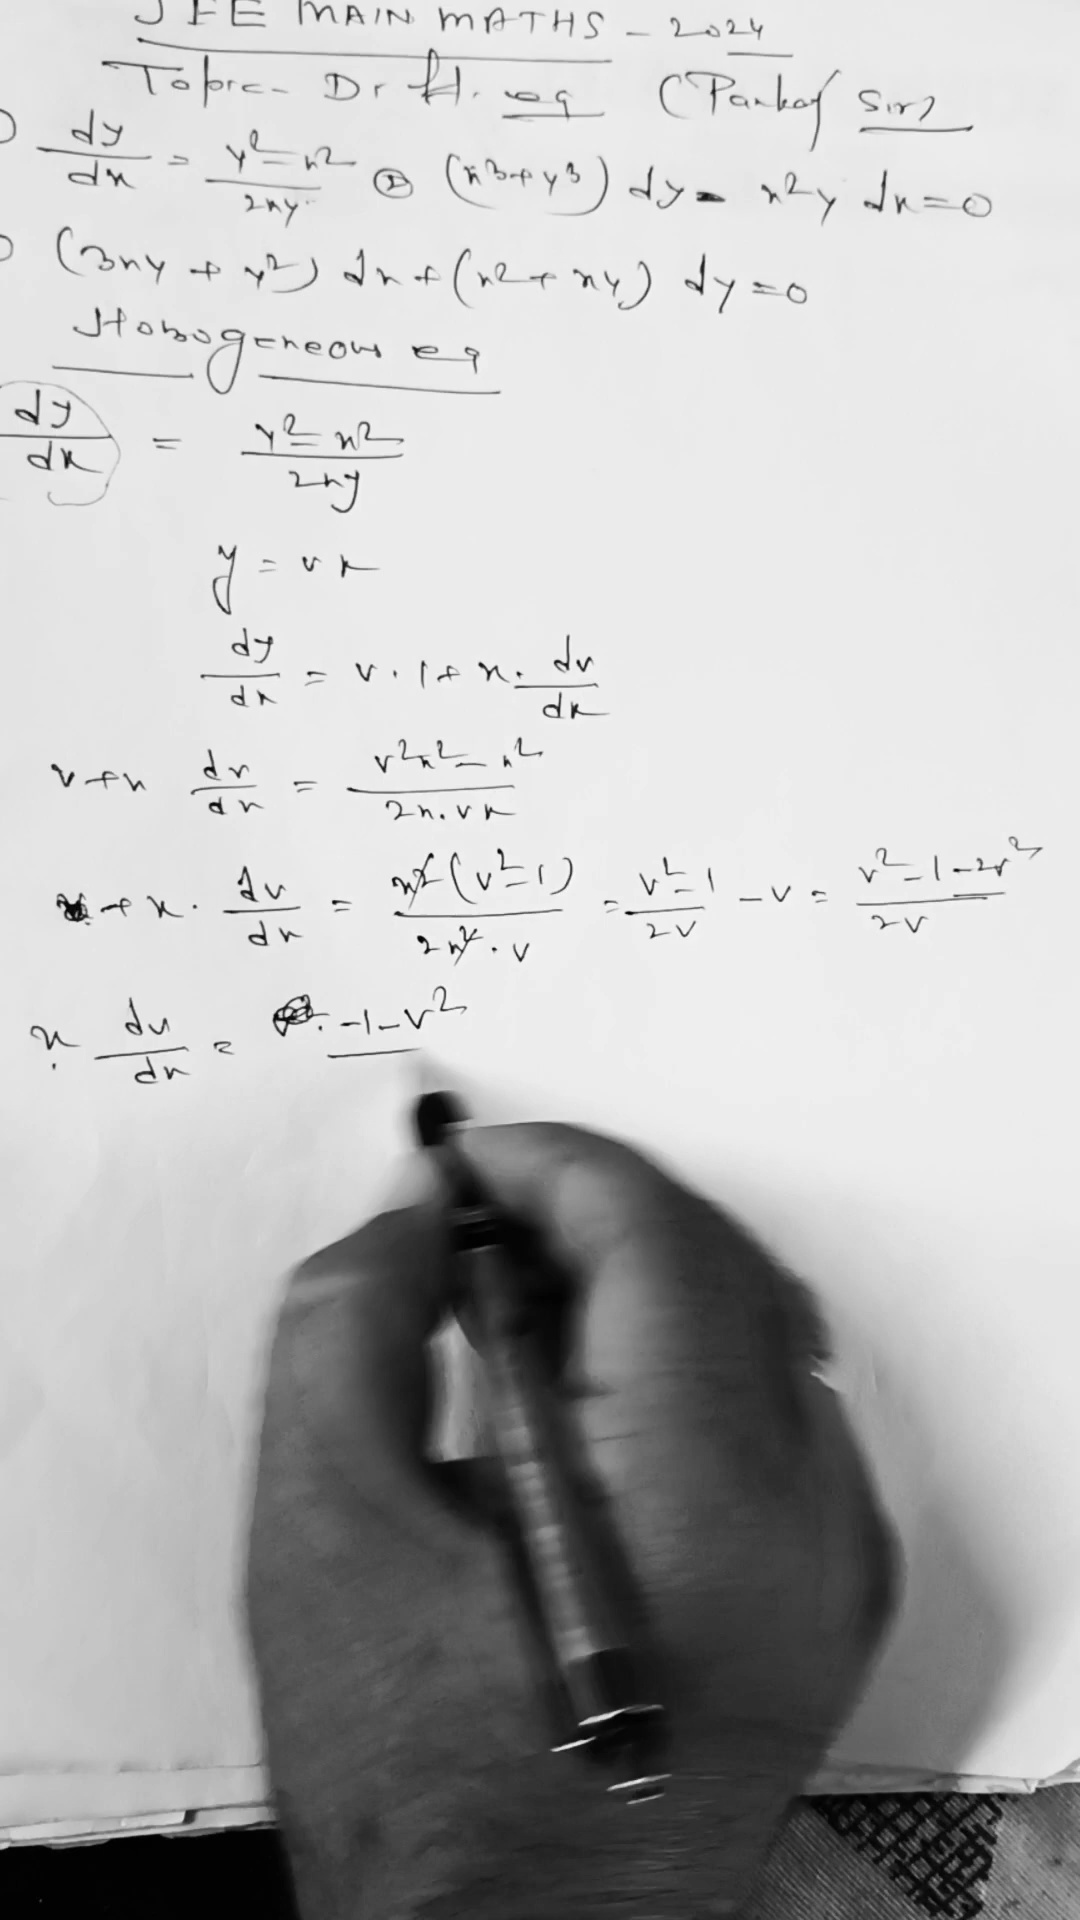 JEE MAIN MATHS - 2024
Topic - Diff. eq (Pankaj Sir)
dy/dx = y² - x² / 2xy ② (x³ + y³) dy - x²y dx = 0
(3xy + y²) dx + (x² + xy) dy = 0
Homogeneous eq
dy/dx = y² - x² / 2xy
y = vx
dy/dx = v · 1 + x · dv/dx
v + x dv/dx = v²x² - x² / 2x · vx
v + x · dv/dx = x²(v² - 1) / 2x² · v = v² - 1 / 2v - v = v² - 1 - 2v² / 2v
x · dv/dx = -1 - v²